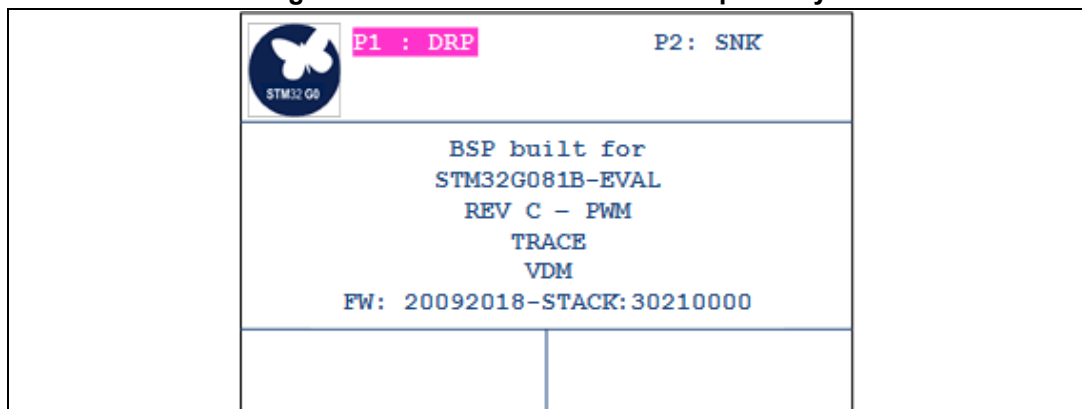 P1 : DRP P2: SNK
STM32 G0
BSP built for
STM32G081B-EVAL
REV C - PWM
TRACE
VDM
FW: 20092018-STACK:30210000